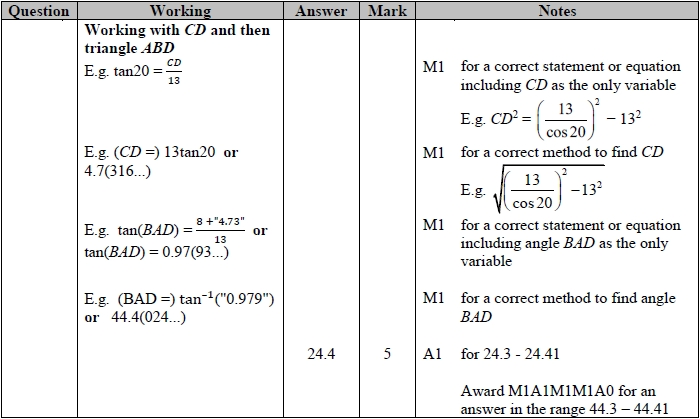 Question Working Answer Mark Notes
Working with CD and then
triangle ABD
E.g. tan20 = CD/13
M1 for a correct statement or equation
including CD as the only variable
E.g. CD² = (13/cos 20)² − 13²
E.g. (CD =) 13tan20 or
4.7(316...)
M1 for a correct method to find CD
E.g. √((13/cos 20)² −13²)
E.g. tan(BAD) = 8 +"4.73"/13 or
tan(BAD) = 0.97(93...)
M1 for a correct statement or equation
including angle BAD as the only
variable
E.g. (BAD =) tan⁻¹("0.979")
or 44.4(024...)
M1 for a correct method to find angle
BAD
24.4 5 A1 for 24.3 - 24.41
Award M1A1M1M1A0 for an
answer in the range 44.3 – 44.41